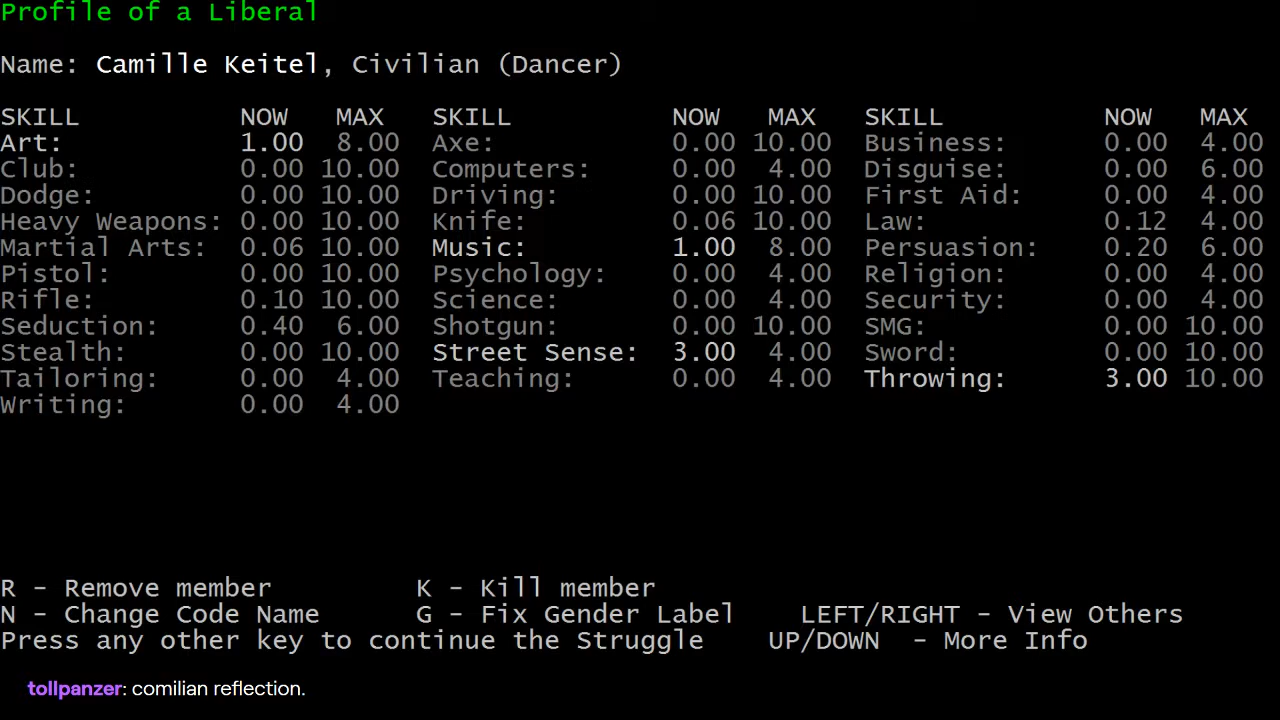 Profile of a Liberal
Name: Camille Keitel, Civilian (Dancer)
SKILL NOW MAX SKILL NOW MAX SKILL NOW MAX
Art: 1.00 8.00 Axe: 0.00 10.00 Business: 0.00 4.00
Club: 0.00 10.00 Computers: 0.00 4.00 Disguise: 0.00 6.00
Dodge: 0.00 10.00 Driving: 0.00 10.00 First Aid: 0.00 4.00
Heavy Weapons: 0.00 10.00 Knife: 0.06 10.00 Law: 0.12 4.00
Martial Arts: 0.06 10.00 Music: 1.00 8.00 Persuasion: 0.20 6.00
Pistol: 0.00 10.00 Psychology: 0.00 4.00 Religion: 0.00 4.00
Rifle: 0.10 10.00 Science: 0.00 4.00 Security: 0.00 4.00
Seduction: 0.40 6.00 Shotgun: 0.00 10.00 SMG: 0.00 10.00
Stealth: 0.00 10.00 Street Sense: 3.00 4.00 Sword: 0.00 10.00
Tailoring: 0.00 4.00 Teaching: 0.00 4.00 Throwing: 3.00 10.00
Writing: 0.00 4.00
R - Remove member K - Kill member
N - Change Code Name G - Fix Gender Label LEFT/RIGHT - View Others
Press any other key to continue the Struggle UP/DOWN - More Info
tollpanzer: comilian reflection.